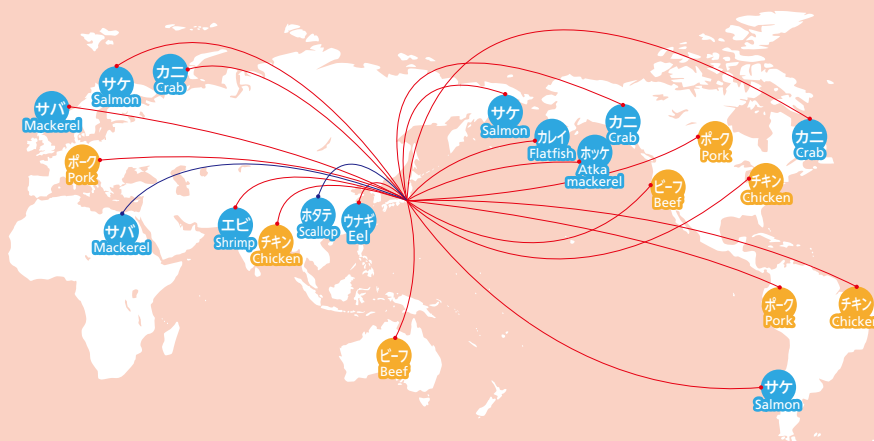 サケ
Salmon
カニ
Crab
サバ
Mackerel
ポーク
Pork
サバ
Mackerel
エビ
Shrimp
チキン
Chicken
ホタテ
Scallop
ウナギ
Eel
ビーフ
Beef
サケ
Salmon
カレイ
Flatfish
ホッケ
Atka
mackerel
カニ
Crab
ポーク
Pork
カニ
Crab
ビーフ
Beef
チキン
Chicken
ポーク
Pork
チキン
Chicken
サケ
Salmon